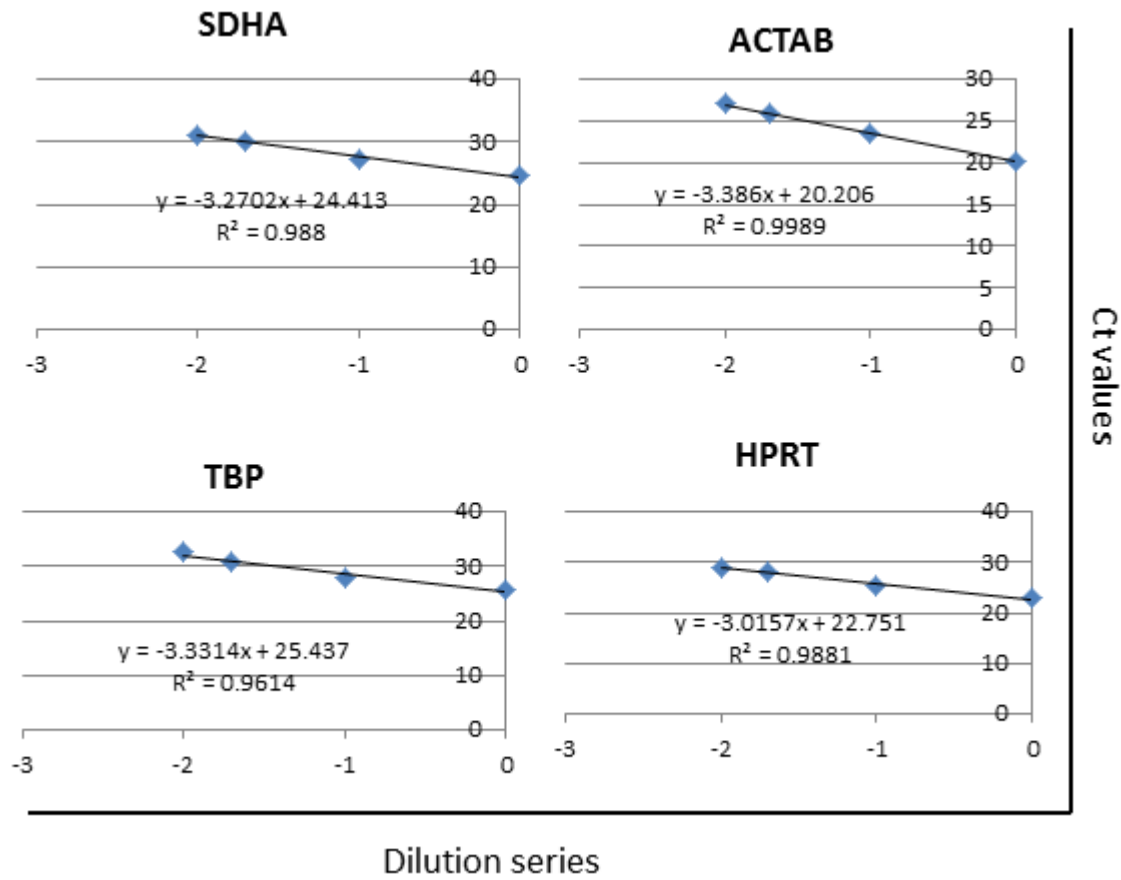 SDHA
40
30
20
10
0
y = -3.2702x + 24.413
R² = 0.988
-3 -2 -1 0
ACTAB
30
25
20
15
10
5
0
y = -3.386x + 20.206
R² = 0.9989
-3 -2 -1 0
Ct values
TBP
40
30
20
10
0
y = -3.3314x + 25.437
R² = 0.9614
-3 -2 -1 0
HPRT
40
30
20
10
0
y = -3.0157x + 22.751
R² = 0.9881
-3 -2 -1 0
Dilution series